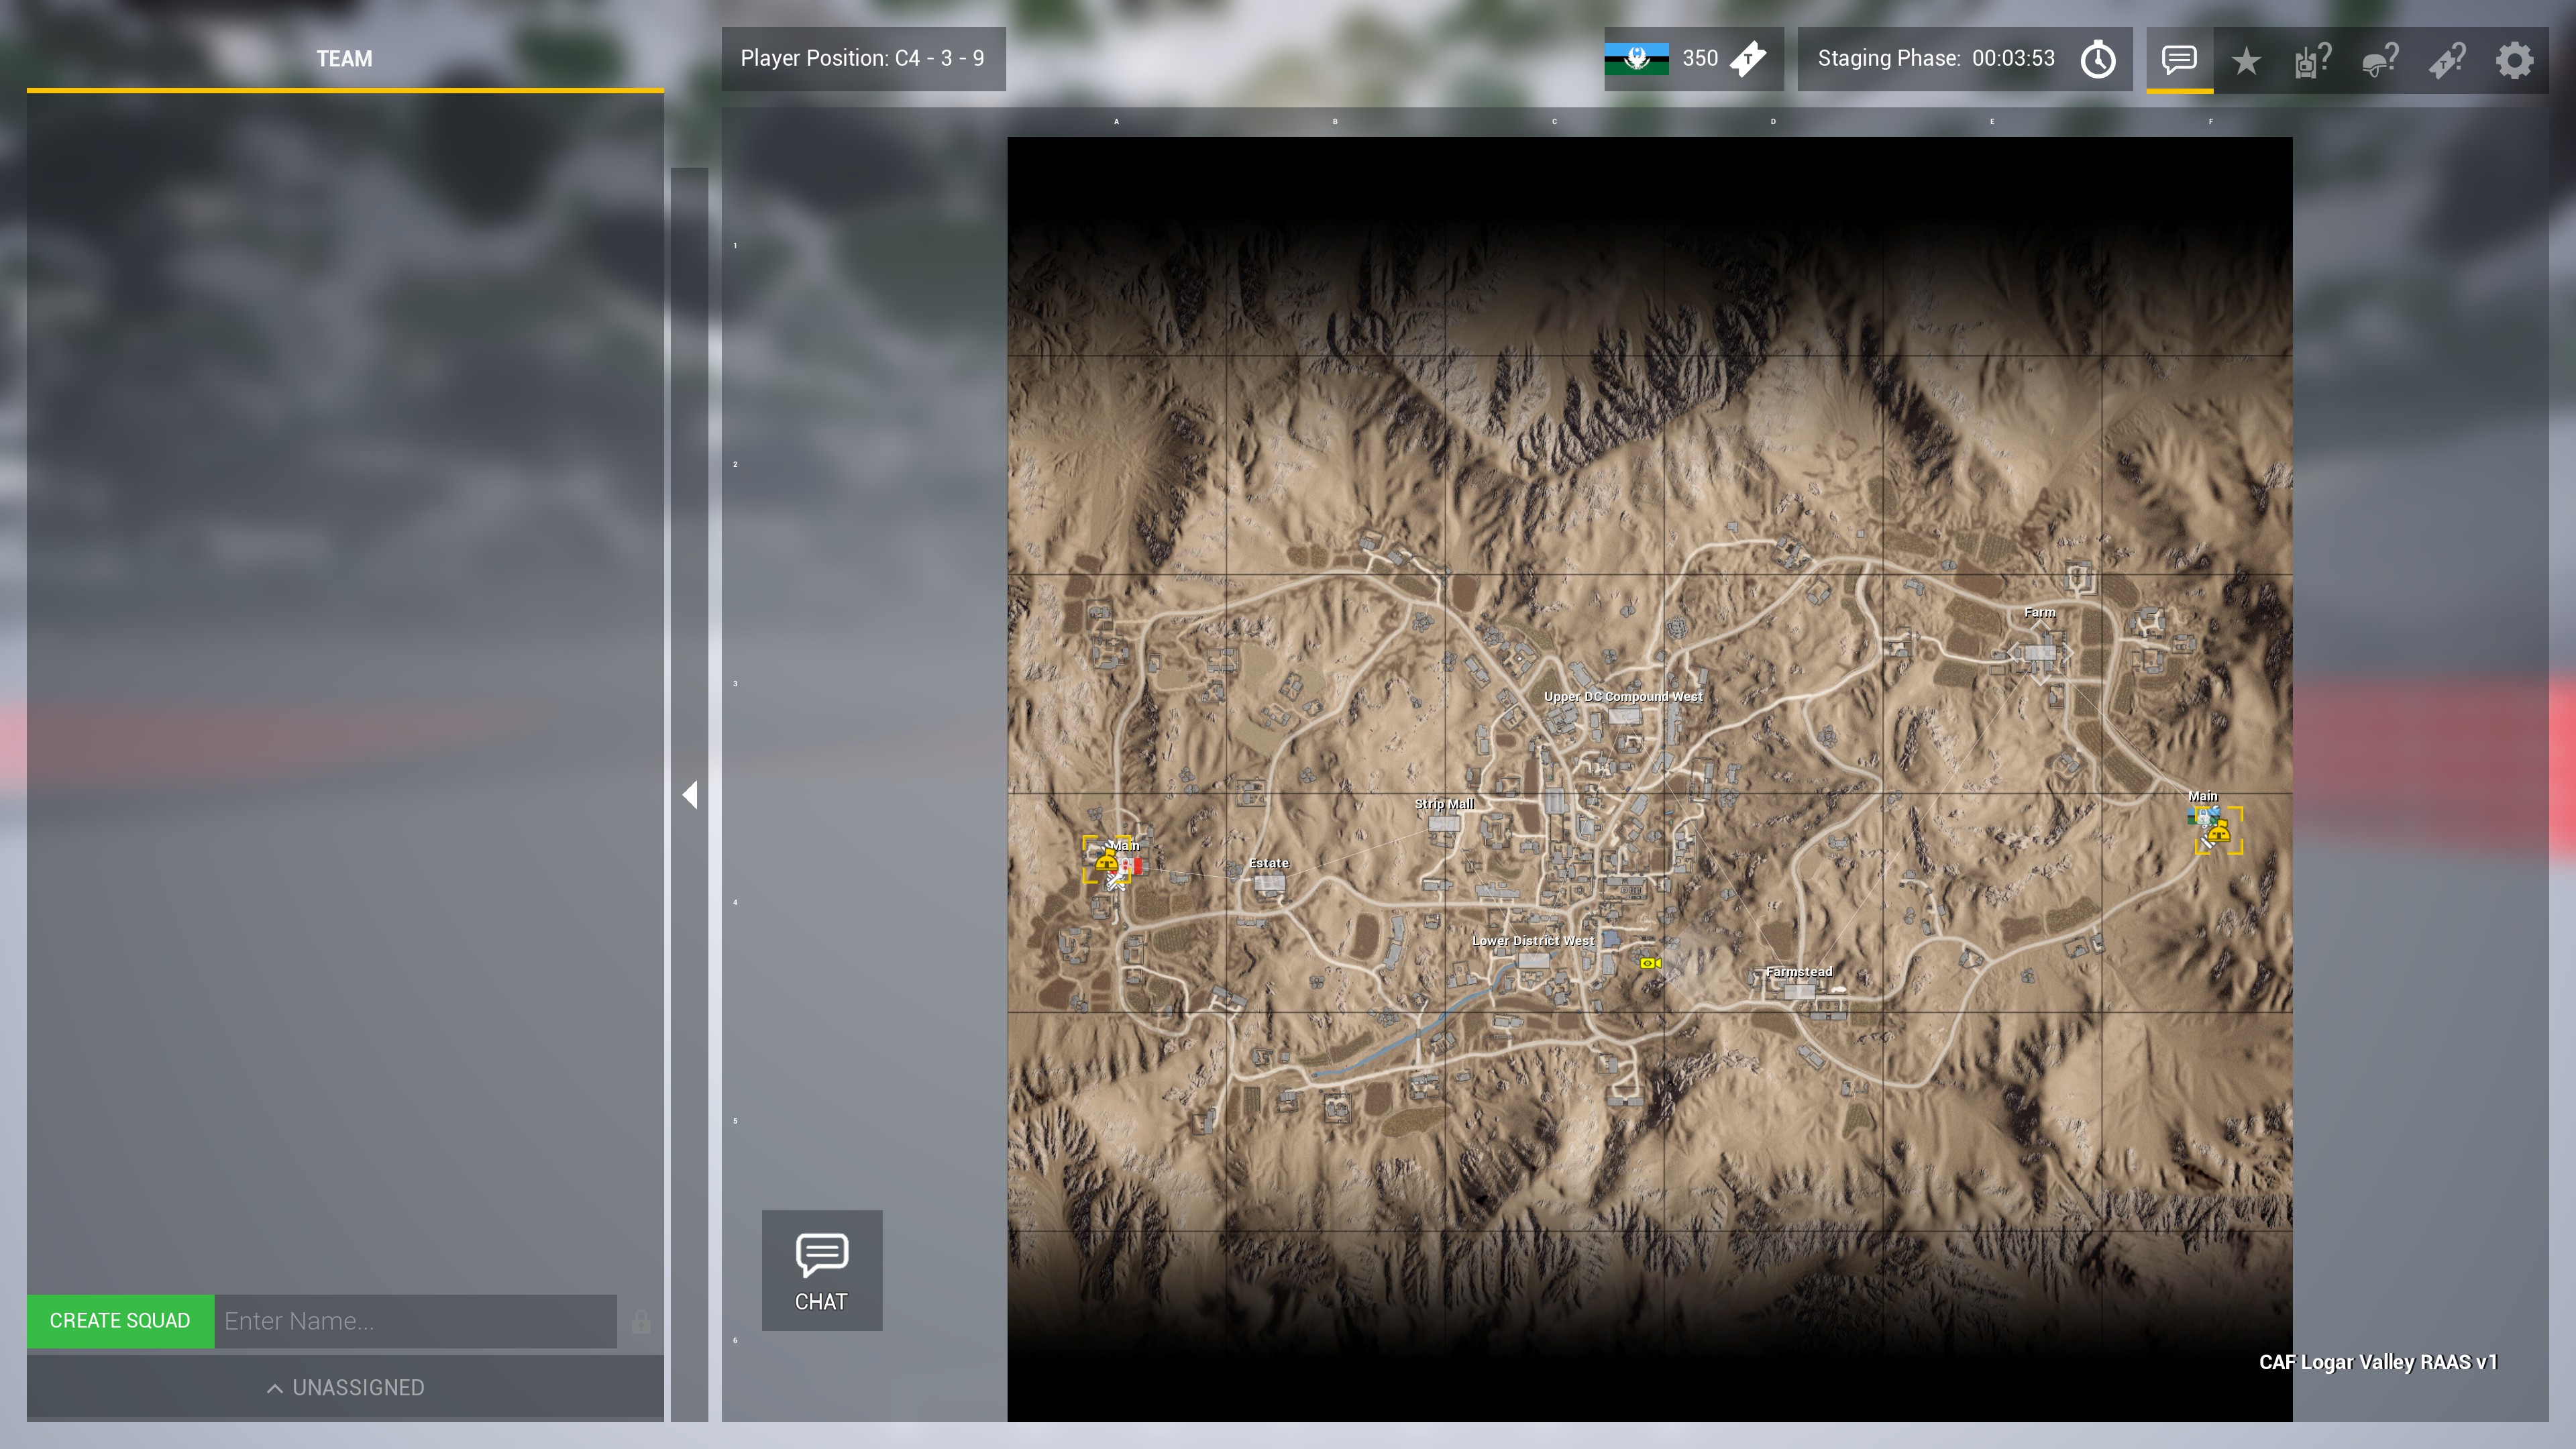 TEAM
Player Position: C4 - 3 - 9
350
T
Staging Phase: 00:03:53
? ? ?
T
A B C D E F
1
2
3
4
5
6
Farm
Upper DC Compound West
Main
Strip Mall
Main
Estate
Lower District West
Farmstead
CHAT
CREATE SQUAD Enter Name...
UNASSIGNED
CAF Logar Valley RAAS v1